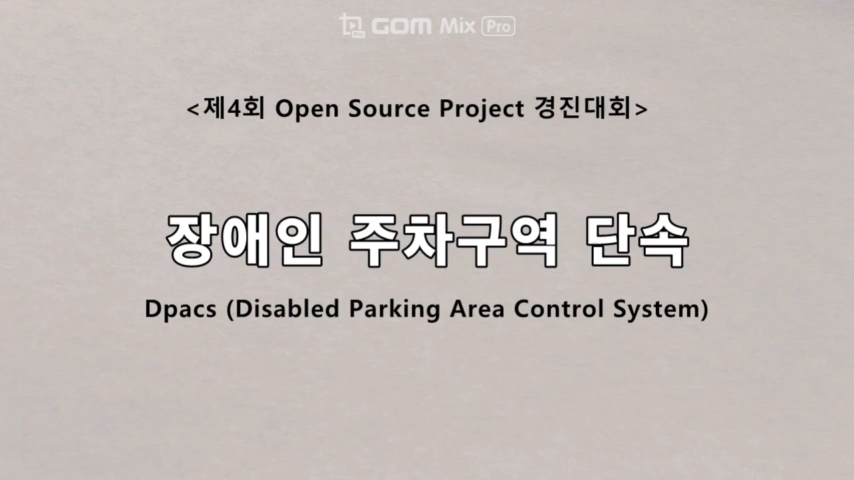 GOM Mix Pro
<제4회 Open Source Project 경진대회>
장애인 주차구역 단속
Dpacs (Disabled Parking Area Control System)